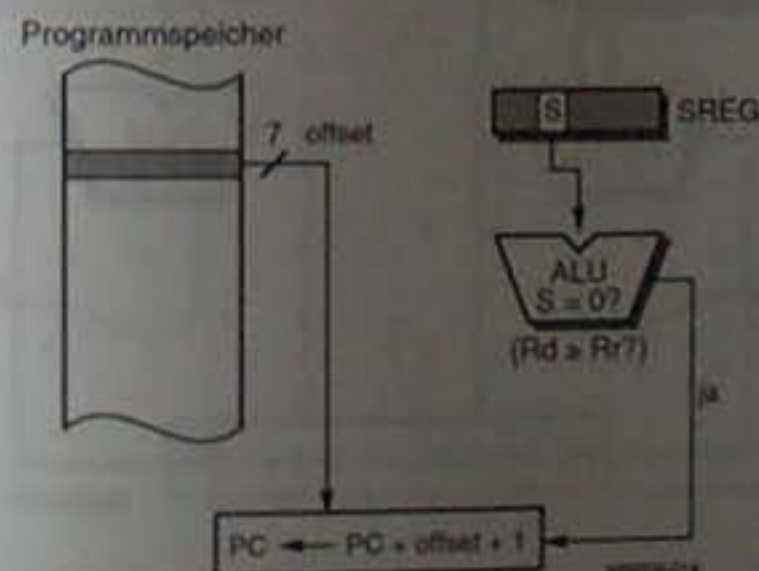 Programmspeicher
7 offset
S
SREG
ALU
S = 0?
(Rd ≥ Rr?)
ja
PC ← PC + offset + 1